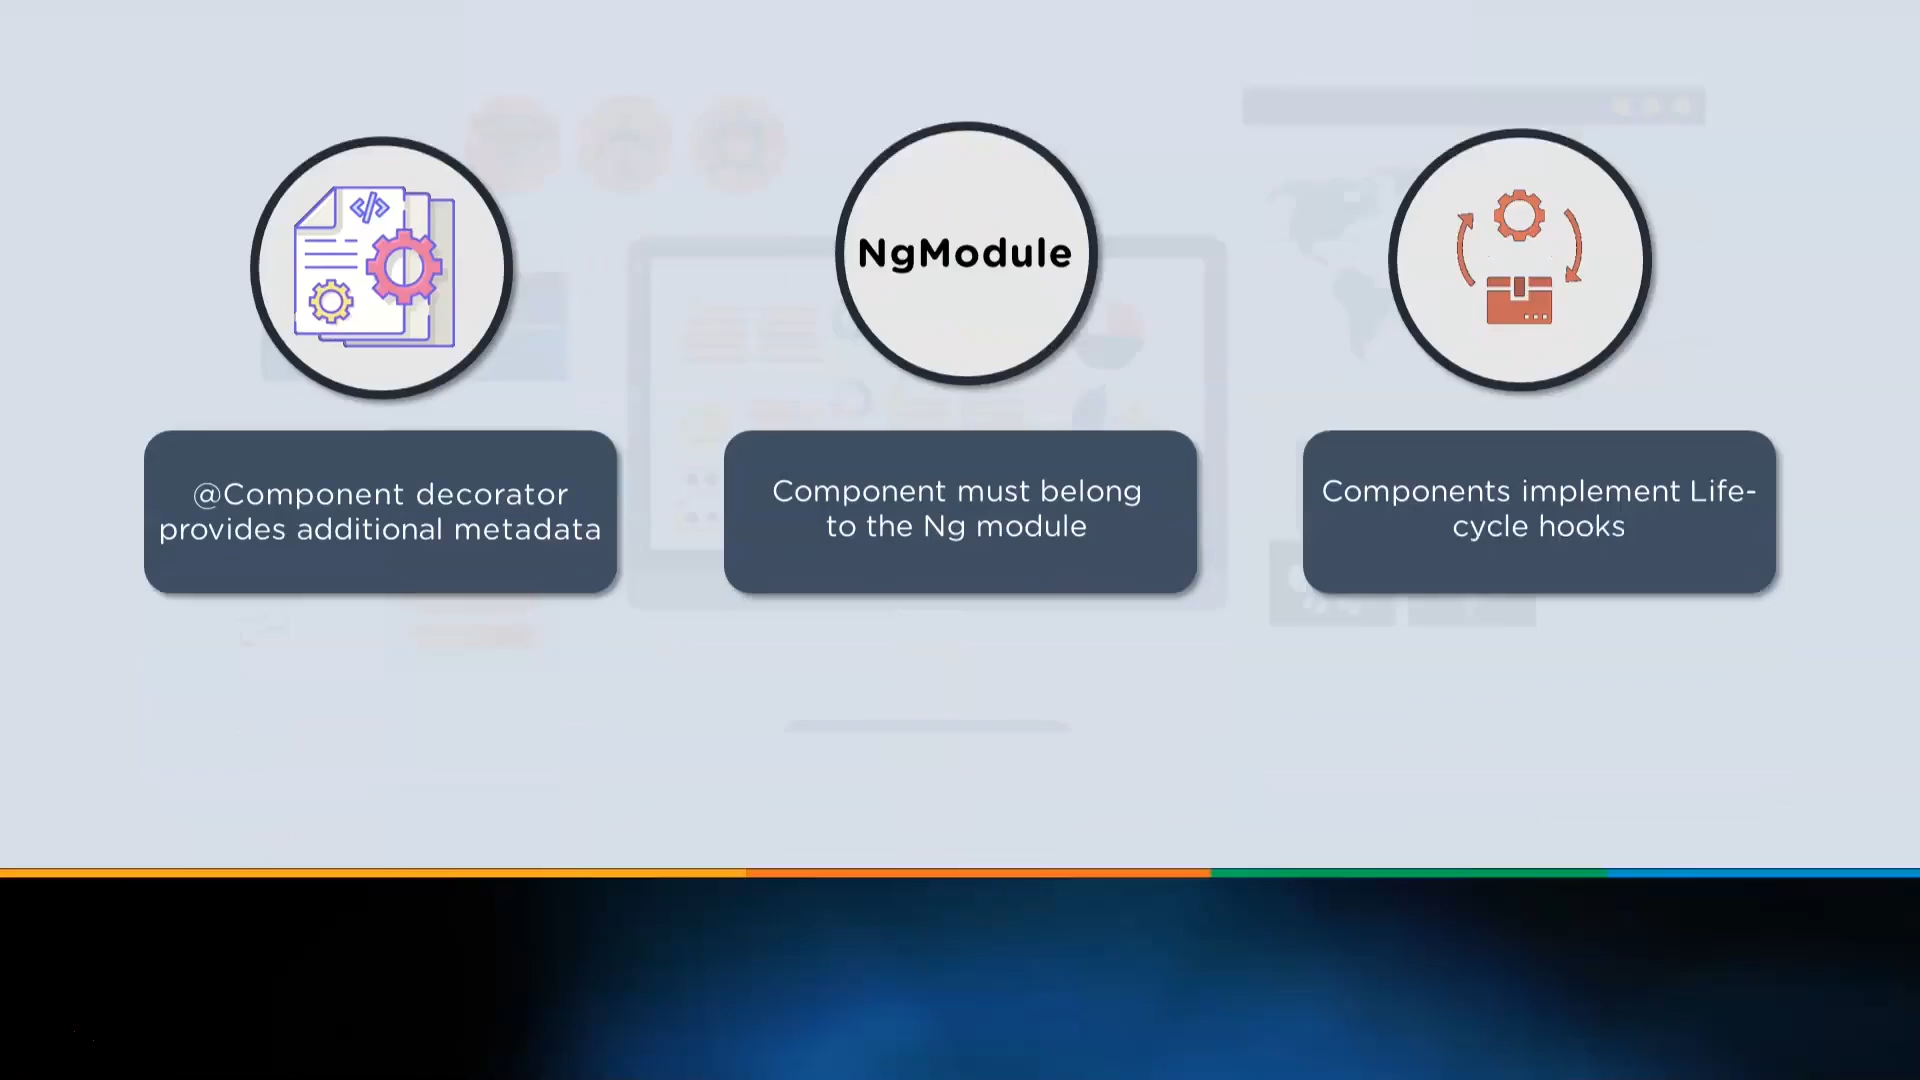 NgModule
@Component decorator
provides additional metadata
Component must belong
to the Ng module
Components implement Life-
cycle hooks